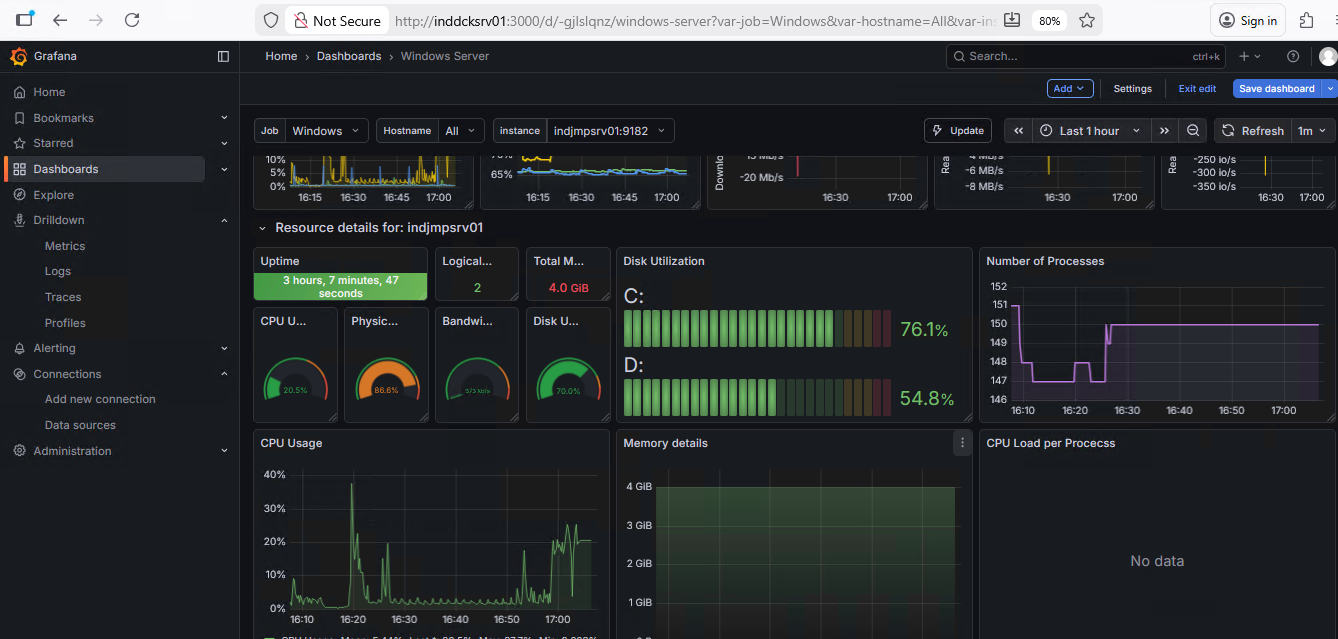 Not Secure
http://inddcksrv01:3000/d/-gjlslqnz/windows-server?var-job=Windows&var-hostname=All&var-ins
80%
Sign in
Grafana
Home › Dashboards › Windows Server
Search... ctrl+k
Add
Settings
Exit edit
Save dashboard
Home
Bookmarks
Starred
Dashboards
Explore
Drilldown
Metrics
Logs
Traces
Profiles
Alerting
Connections
Add new connection
Data sources
Administration
Job Windows
Hostname All
instance indjmpsrv01:9182
Update
Last 1 hour
Refresh 1m
10%
5%
0%
16:15 16:30 16:45 17:00
65%
16:15 16:30 16:45 17:00
Downlo
-20 Mb/s
16:30 17:00
Rea
-6 MB/s
-8 MB/s
16:30 17:00
Rea
-250 io/s
-300 io/s
-350 io/s
16:30 17:00
Resource details for: indjmpsrv01
Uptime
3 hours, 7 minutes, 47
seconds
Logical...
2
Total M...
4.0 GiB
CPU U...
20.5%
Physic...
86.6%
Bandwi...
Disk U...
70.0%
Disk Utilization
C:
76.1%
D:
54.8%
Number of Processes
152
151
150
149
148
147
146
16:10 16:20 16:30 16:40 16:50 17:00
CPU Usage
40%
30%
20%
10%
0%
16:10 16:20 16:30 16:40 16:50 17:00
Memory details
4 GiB
3 GiB
2 GiB
1 GiB
CPU Load per Procecss
No data